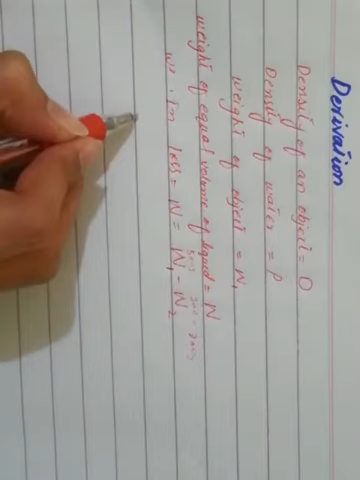 Derivation
Density of an object = D
Density of water = ρ
weight of object = W₁
weight of equal volume of liquid = W
loss = W = W₁ - W₂